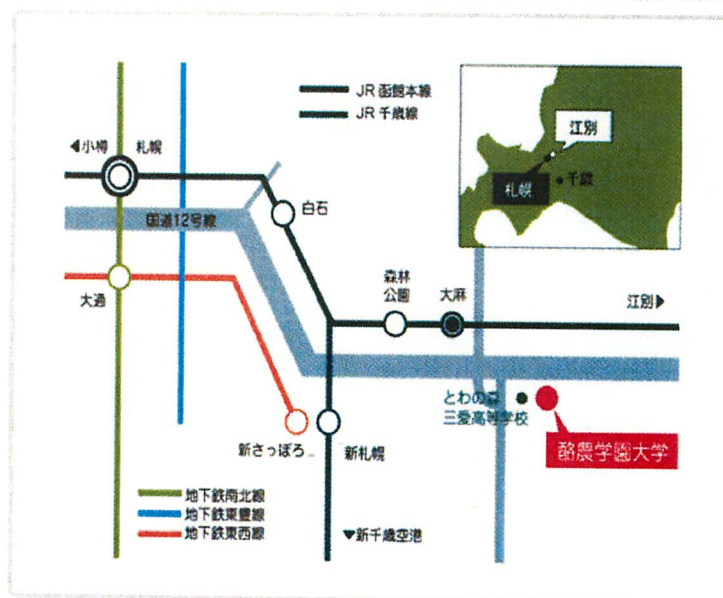 JR 函館本線
JR 千歳線
江別
札幌
千歳
◀小樽
札幌
国道12号線
白石
大通
森林
公園
大麻
江別▶
とわの森
三愛高等学校
酪農学園大学
新さっぽろ
新札幌
地下鉄南北線
地下鉄東豊線
地下鉄東西線
▼新千歳空港